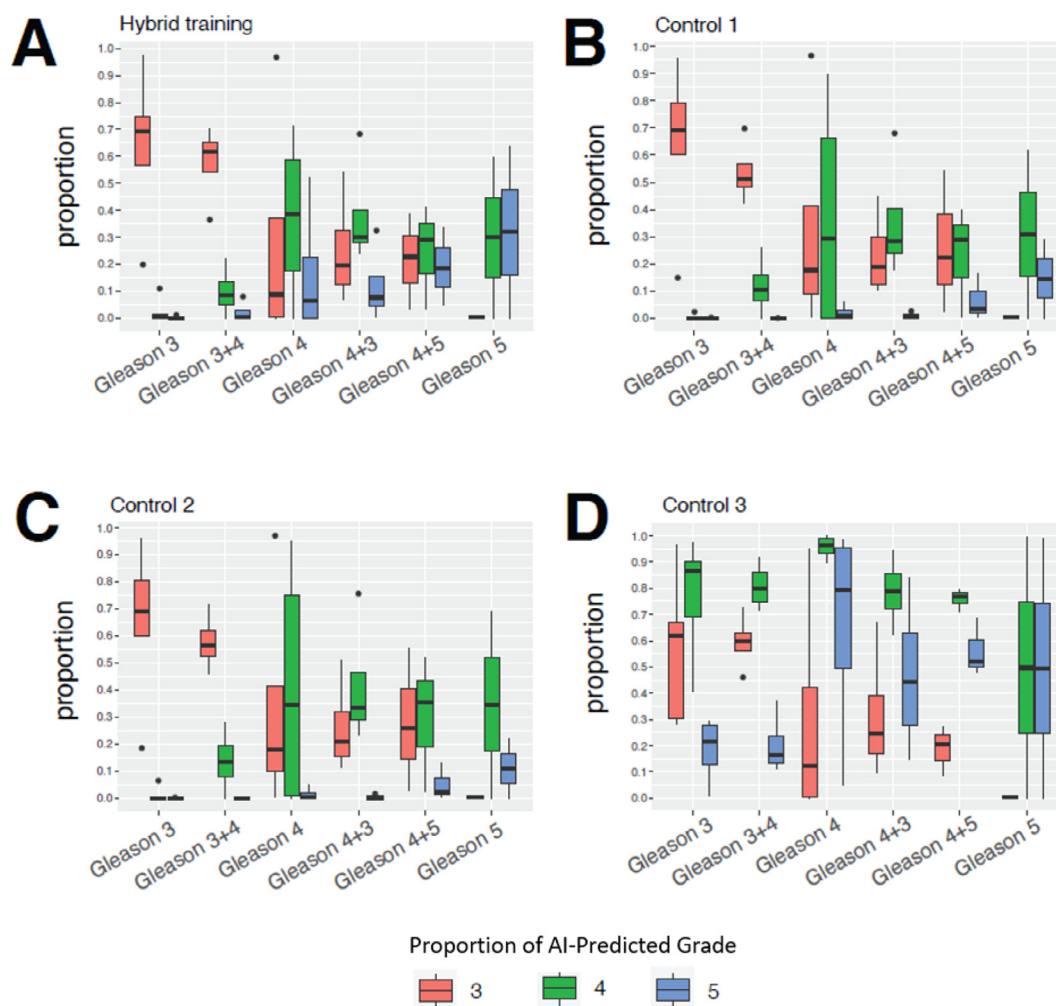 A
Hybrid training
proportion
1.0
0.9
0.8
0.7
0.6
0.5
0.4
0.3
0.2
0.1
0.0
Gleason 3
Gleason 3+4
Gleason 4
Gleason 4+3
Gleason 4+5
Gleason 5
B
Control 1
proportion
1.0
0.9
0.8
0.7
0.6
0.5
0.4
0.3
0.2
0.1
0.0
Gleason 3
Gleason 3+4
Gleason 4
Gleason 4+3
Gleason 4+5
Gleason 5
C
Control 2
proportion
1.0
0.9
0.8
0.7
0.6
0.5
0.4
0.3
0.2
0.1
0.0
Gleason 3
Gleason 3+4
Gleason 4
Gleason 4+3
Gleason 4+5
Gleason 5
D
Control 3
proportion
1.0
0.9
0.8
0.7
0.6
0.5
0.4
0.3
0.2
0.1
0.0
Gleason 3
Gleason 3+4
Gleason 4
Gleason 4+3
Gleason 4+5
Gleason 5
Proportion of AI-Predicted Grade
3 4 5